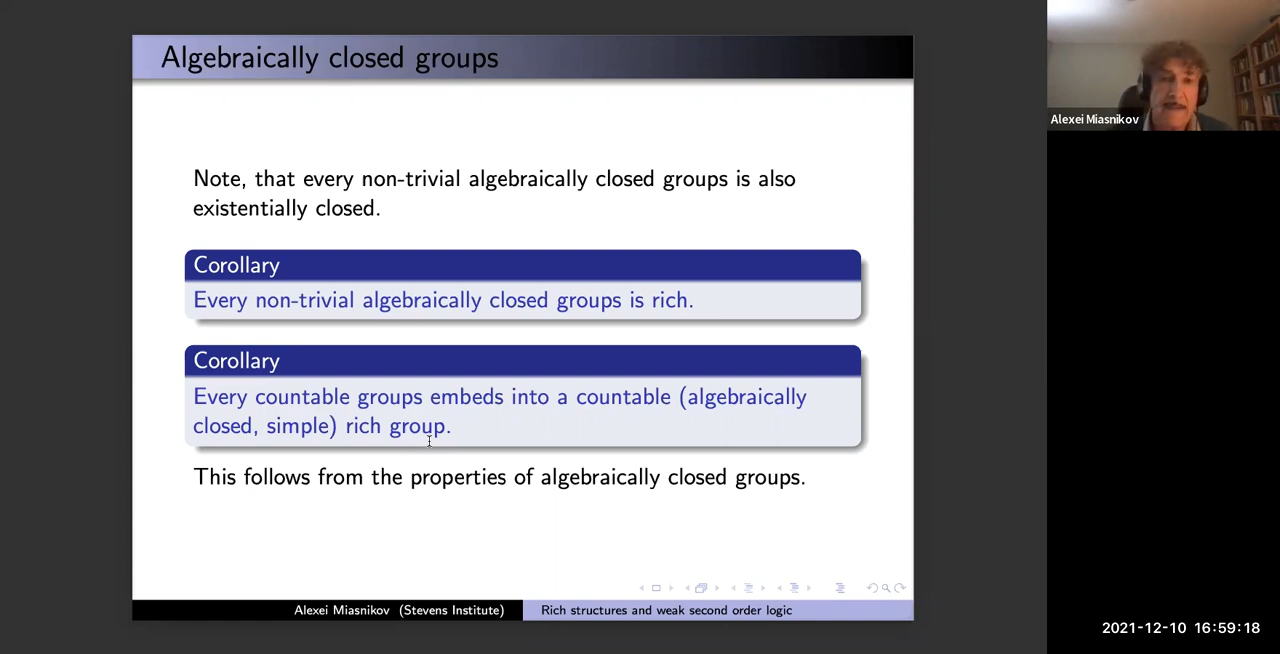 Algebraically closed groups
Note, that every non-trivial algebraically closed groups is also
existentially closed.
Corollary
Every non-trivial algebraically closed groups is rich.
Corollary
Every countable groups embeds into a countable (algebraically
closed, simple) rich group.
This follows from the properties of algebraically closed groups.
Alexei Miasnikov (Stevens Institute)
Rich structures and weak second order logic
Alexei Miasnikov
2021-12-10 16:59:18